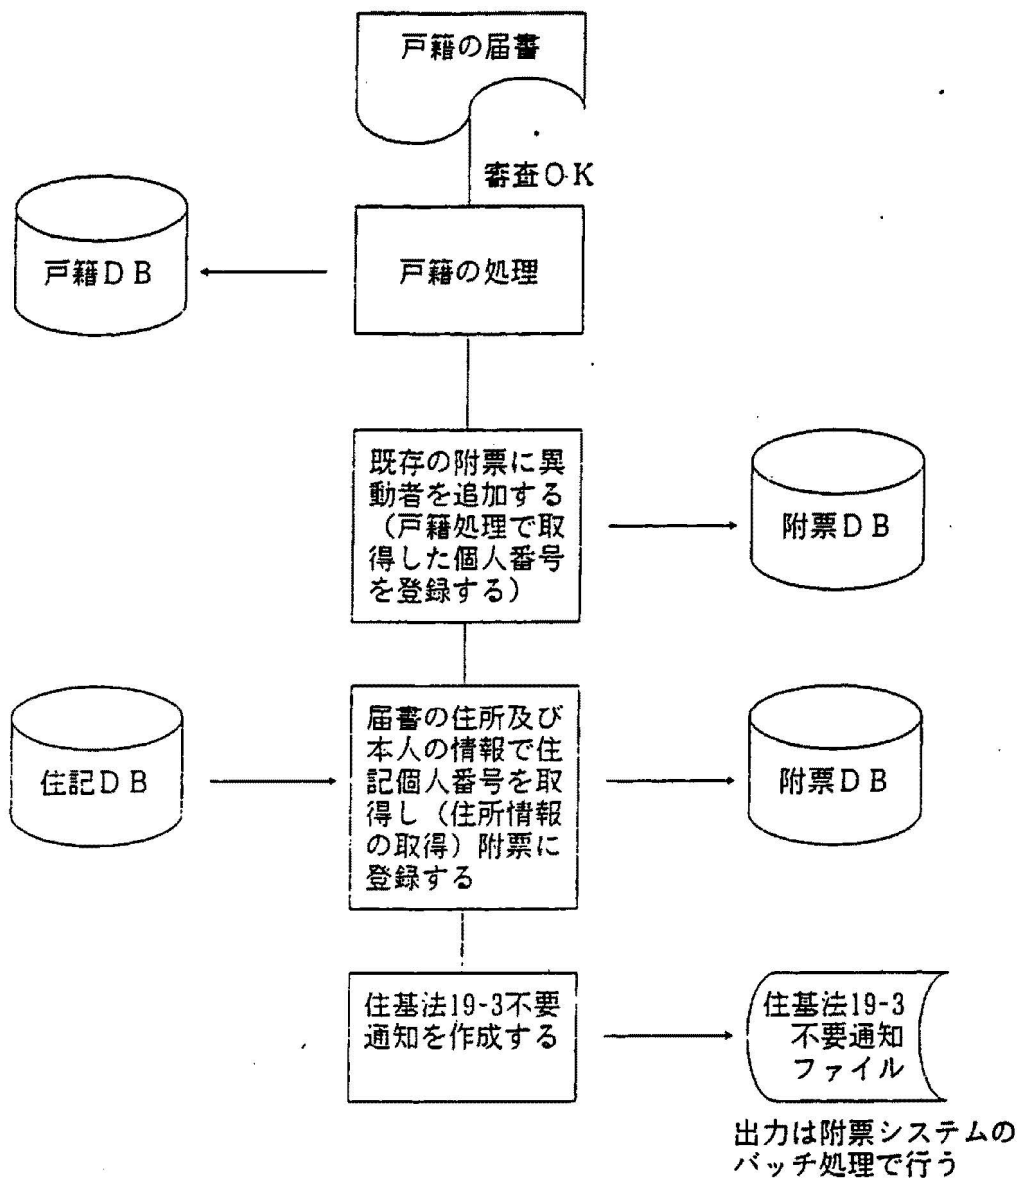 戸籍の届書
審査OK
戸籍DB
戸籍の処理
既存の附票に異
動者を追加する
（戸籍処理で取
得した個人番号
を登録する）
附票DB
住記DB
届書の住所及び
本人の情報で住
記個人番号を取
得し（住所情報
の取得）附票に
登録する
附票DB
住基法19-3不要
通知を作成する
住基法19-3
不要通知
ファイル
出力は附票システムの
バッチ処理で行う